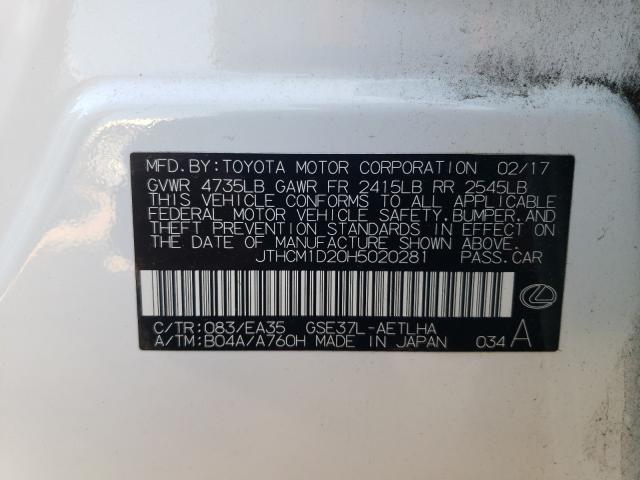 MFD.BY:TOYOTA MOTOR CORPORATION 02/17
GVWR 4735LB GAWR FR 2415LB RR 2545LB
THIS VEHICLE CONFORMS TO ALL APPLICABLE
FEDERAL MOTOR VEHICLE SAFETY,BUMPER,AND
THEFT PREVENTION STANDARDS IN EFFECT ON
THE DATE OF MANUFACTURE SHOWN ABOVE.
JTHCM1D20H5020281 PASS.CAR
C/TR:083/EA35 GSE37L-AETLHA
A/TM:B04A/A760H MADE IN JAPAN 034 A